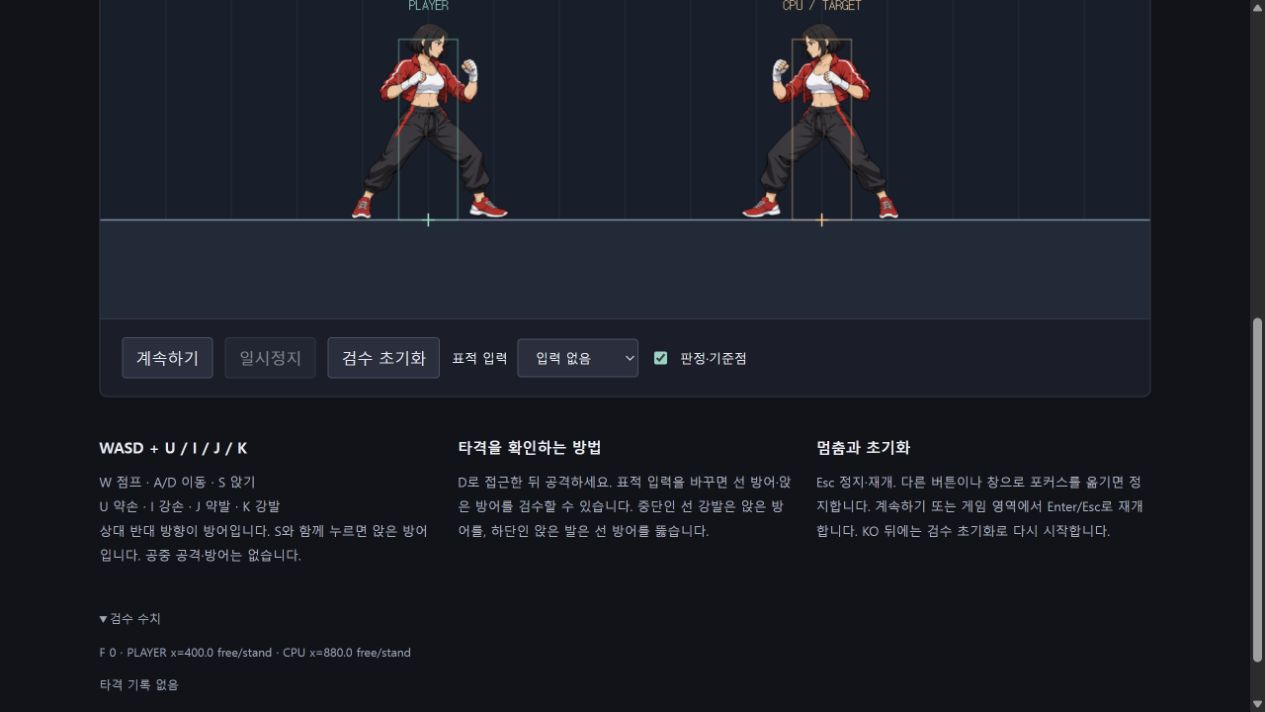 PLAYER
CPU / TARGET
계속하기
일시정지
검수 초기화
표적 입력
입력 없음
판정·기준점
WASD + U / I / J / K
W 점프 · A/D 이동 · S 앉기
U 약손 · I 강손 · J 약발 · K 강발
상대 반대 방향이 방어입니다. S와 함께 누르면 앉은 방어
입니다. 공중 공격·방어는 없습니다.
타격을 확인하는 방법
D로 접근한 뒤 공격하세요. 표적 입력을 바꾸면 선 방어·앉
은 방어를 검수할 수 있습니다. 중단인 선 강발은 앉은 방
어를, 하단인 앉은 발은 선 방어를 뚫습니다.
멈춤과 초기화
Esc 정지·재개. 다른 버튼이나 창으로 포커스를 옮기면 정
지합니다. 계속하기 또는 게임 영역에서 Enter/Esc로 재개
합니다. KO 뒤에는 검수 초기화로 다시 시작합니다.
▼검수 수치
F 0 · PLAYER x=400.0 free/stand · CPU x=880.0 free/stand
타격 기록 없음